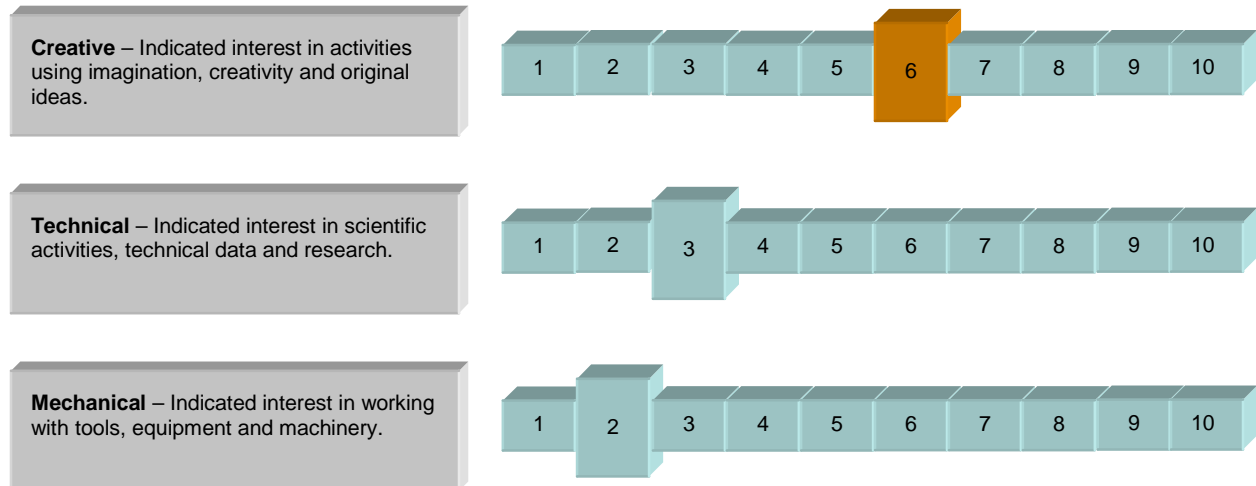 Creative – Indicated interest in activities
using imagination, creativity and original
ideas.
1 2 3 4 5 6 7 8 9 10
Technical – Indicated interest in scientific
activities, technical data and research.
1 2 3 4 5 6 7 8 9 10
Mechanical – Indicated interest in working
with tools, equipment and machinery.
1 2 3 4 5 6 7 8 9 10